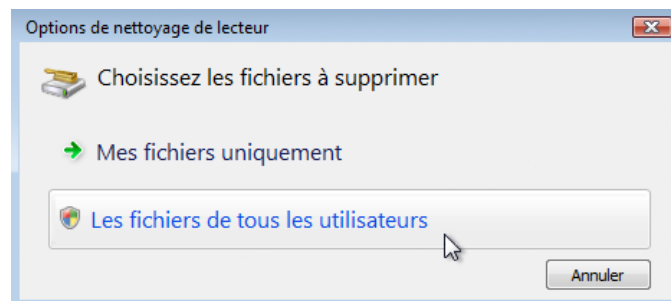 Options de nettoyage de lecteur
Choisissez les fichiers à supprimer
Mes fichiers uniquement
Les fichiers de tous les utilisateurs
Annuler